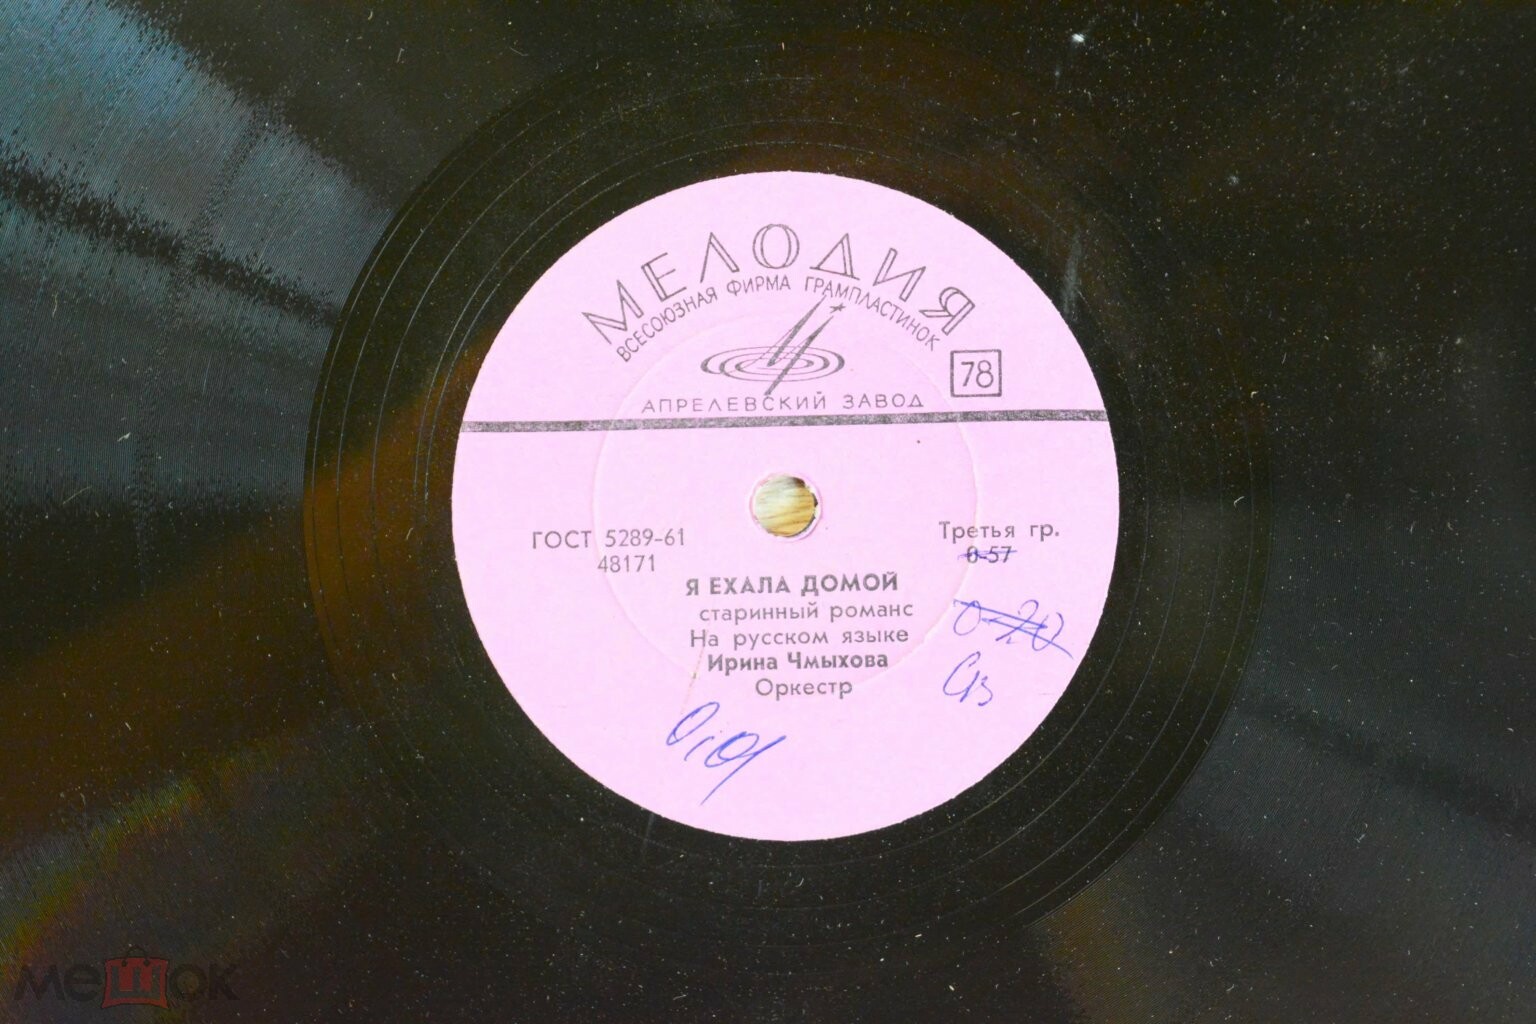 МЕЛОДИЯ
ВСЕСОЮЗНАЯ ФИРМА ГРАМПЛАСТИНОК
78
АПРЕЛЕВСКИЙ ЗАВОД
ГОСТ 5289-61
48171
Третья гр.
0-57
Я ЕХАЛА ДОМОЙ
старинный романс
На русском языке
Ирина Чмыхова
Оркестр
0-20
мешок